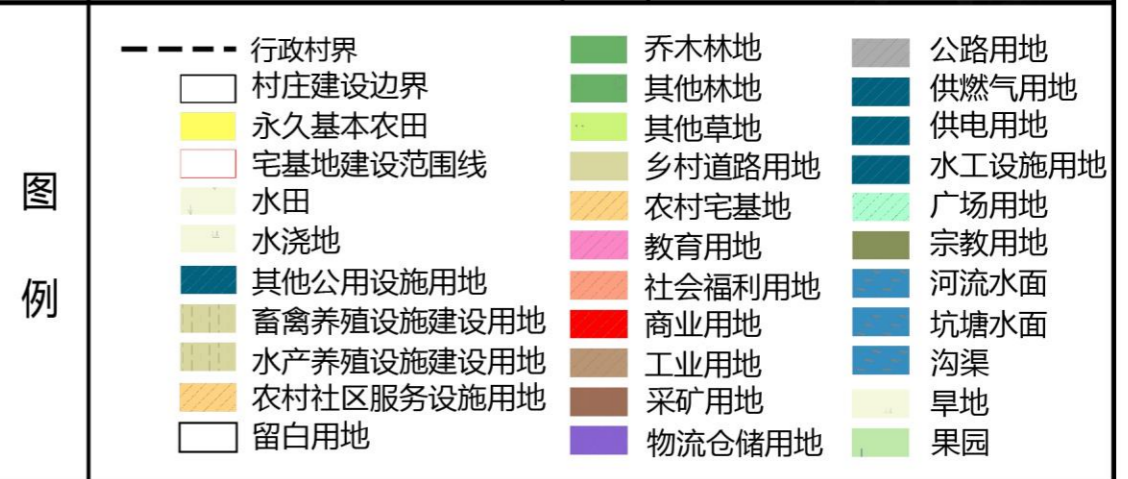 图例
行政村界
村庄建设边界
永久基本农田
宅基地建设范围线
水田
水浇地
其他公用设施用地
畜禽养殖设施建设用地
水产养殖设施建设用地
农村社区服务设施用地
留白用地
乔木林地
其他林地
其他草地
乡村道路用地
农村宅基地
教育用地
社会福利用地
商业用地
工业用地
采矿用地
物流仓储用地
公路用地
供燃气用地
供电用地
水工设施用地
广场用地
宗教用地
河流水面
坑塘水面
沟渠
旱地
果园